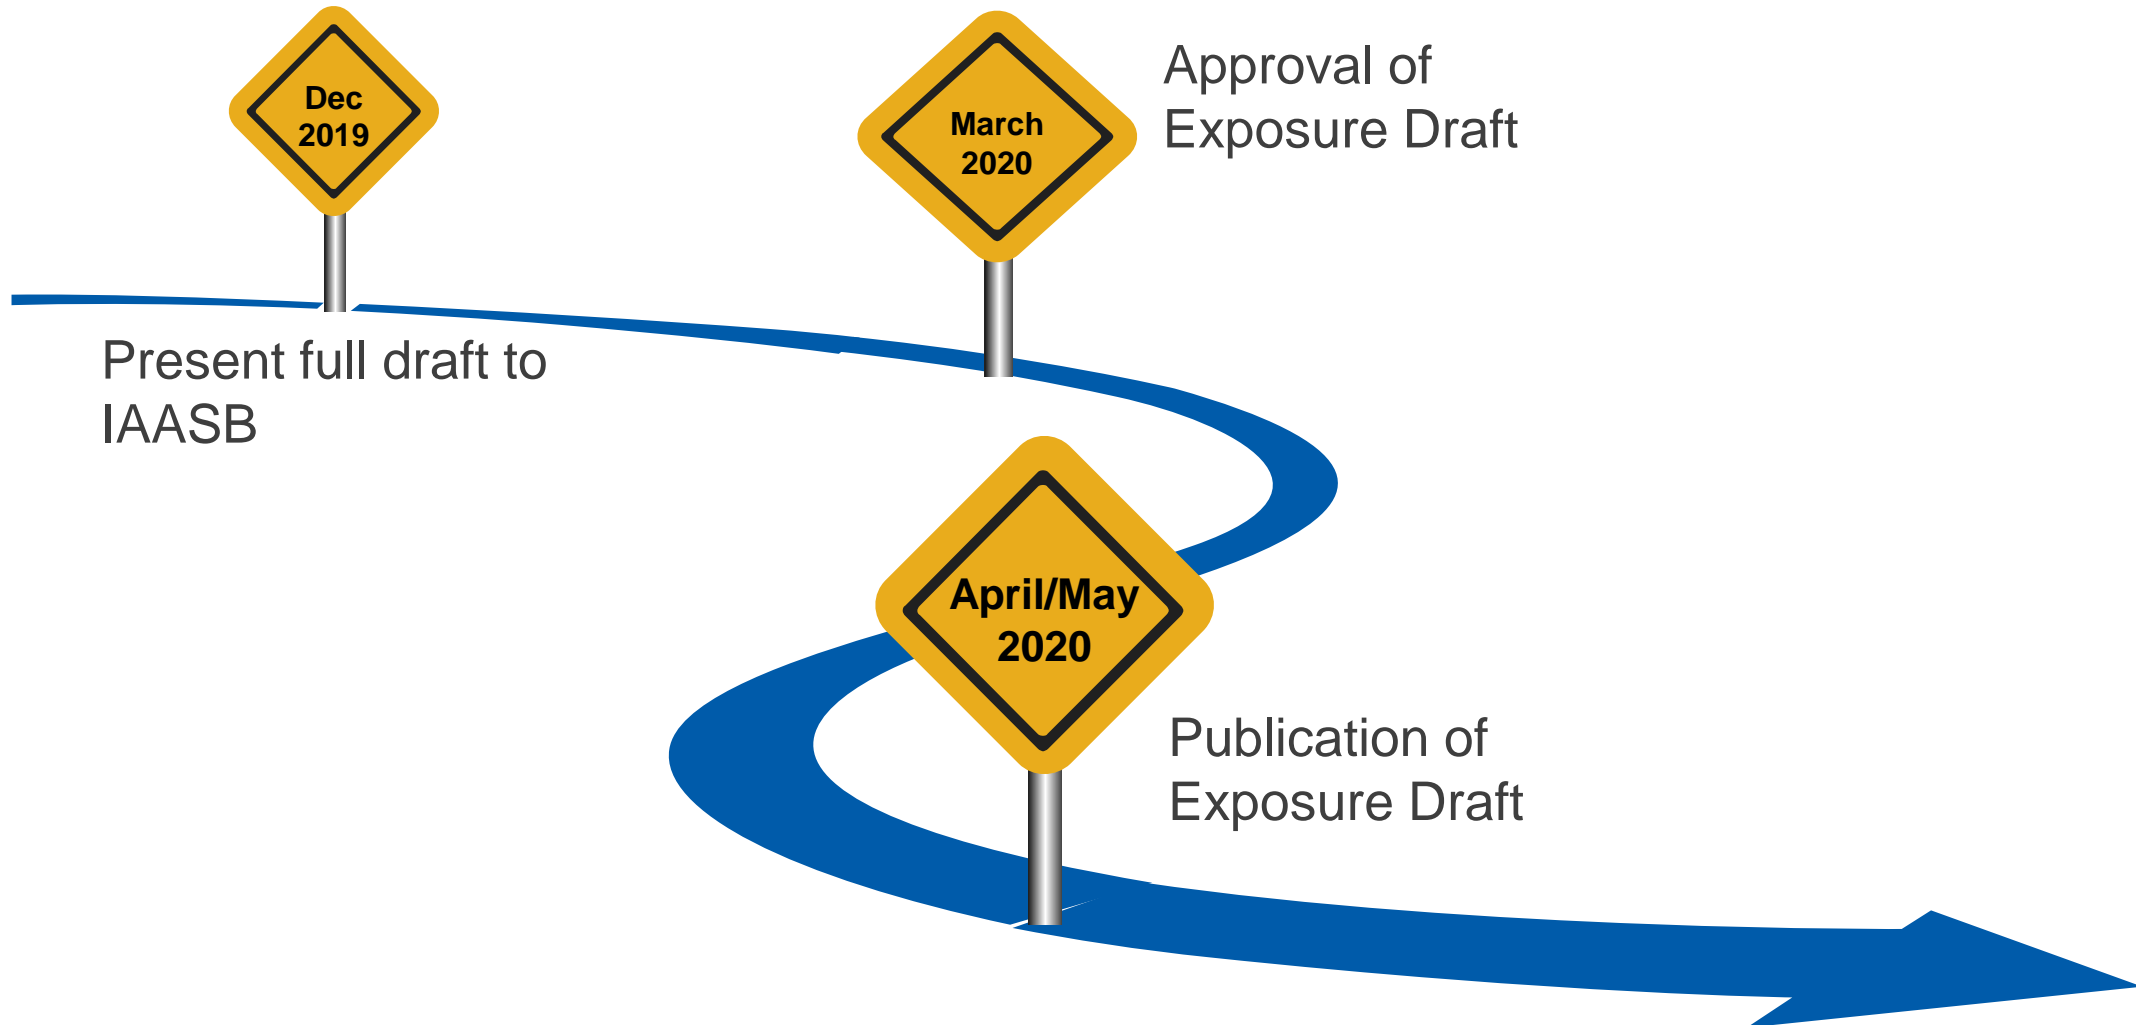 Dec
2019
Present full draft to
IAASB
March
2020
Approval of
Exposure Draft
April/May
2020
Publication of
Exposure Draft